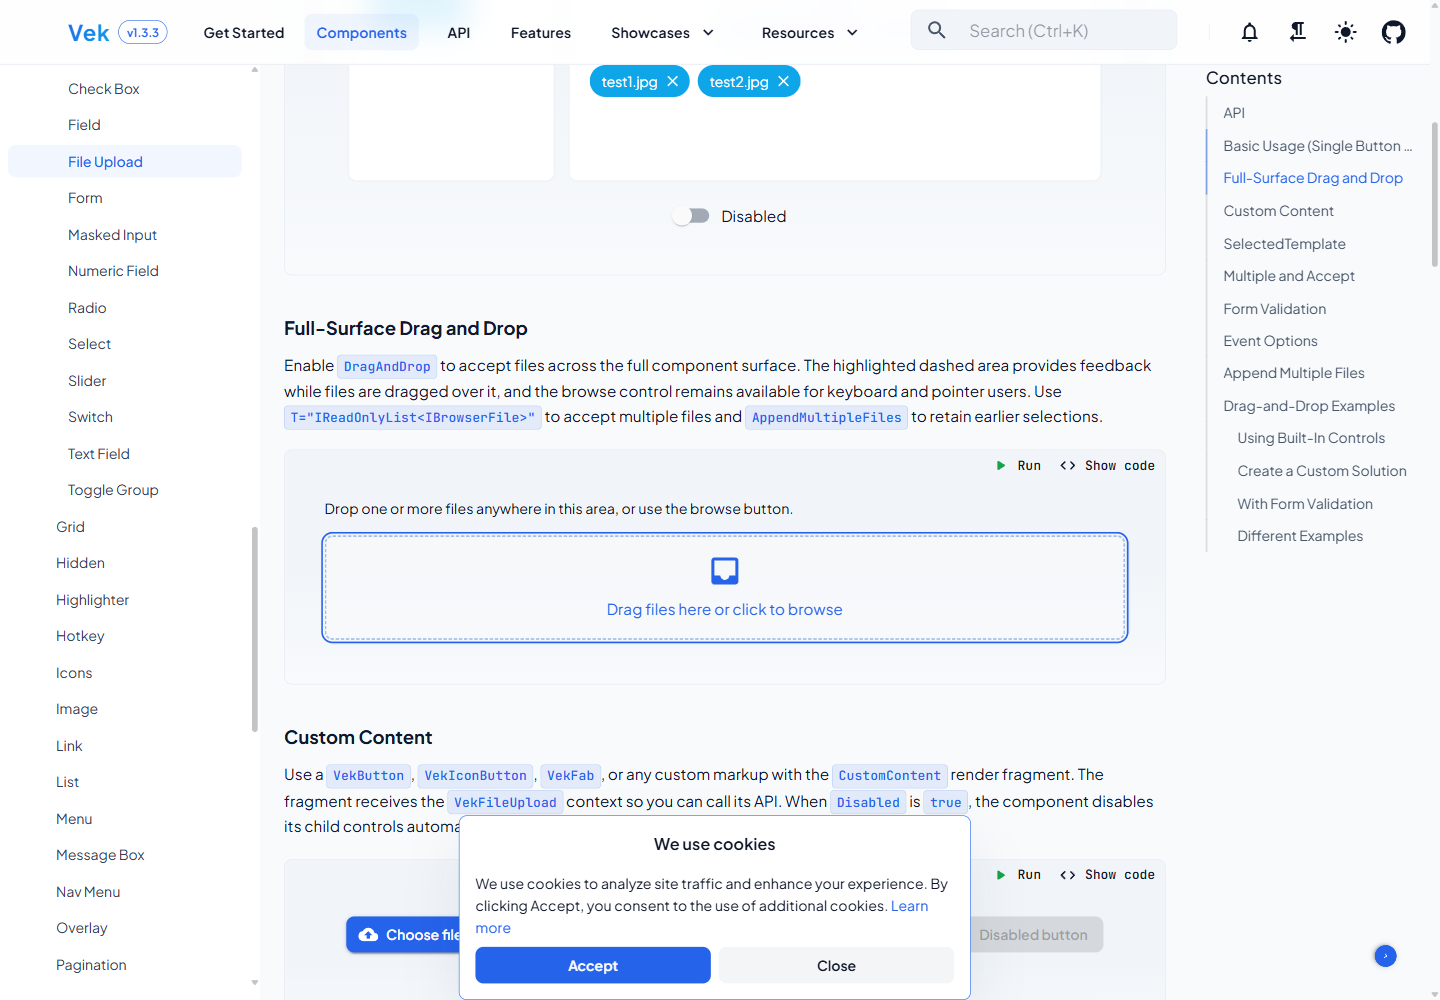 Vek v1.3.3 Get Started Components API Features Showcases Resources Search (Ctrl+K)
Check Box
Field
File Upload
Form
Masked Input
Numeric Field
Radio
Select
Slider
Switch
Text Field
Toggle Group
Grid
Hidden
Highlighter
Hotkey
Icons
Image
Link
List
Menu
Message Box
Nav Menu
Overlay
Pagination
test1.jpg test2.jpg
Disabled
Full-Surface Drag and Drop
Enable DragAndDrop to accept files across the full component surface. The highlighted dashed area provides feedback
while files are dragged over it, and the browse control remains available for keyboard and pointer users. Use
T="IReadOnlyList<IBrowserFile>" to accept multiple files and AppendMultipleFiles to retain earlier selections.
Run Show code
Drop one or more files anywhere in this area, or use the browse button.
Drag files here or click to browse
Custom Content
Use a VekButton, VekIconButton, VekFab, or any custom markup with the CustomContent render fragment. The
fragment receives the VekFileUpload context so you can call its API. When Disabled is true, the component disables
its child controls automa
Run Show code
Choose file
Disabled button
We use cookies
We use cookies to analyze site traffic and enhance your experience. By
clicking Accept, you consent to the use of additional cookies. Learn
more
Accept Close
Contents
API
Basic Usage (Single Button ...
Full-Surface Drag and Drop
Custom Content
SelectedTemplate
Multiple and Accept
Form Validation
Event Options
Append Multiple Files
Drag-and-Drop Examples
Using Built-In Controls
Create a Custom Solution
With Form Validation
Different Examples